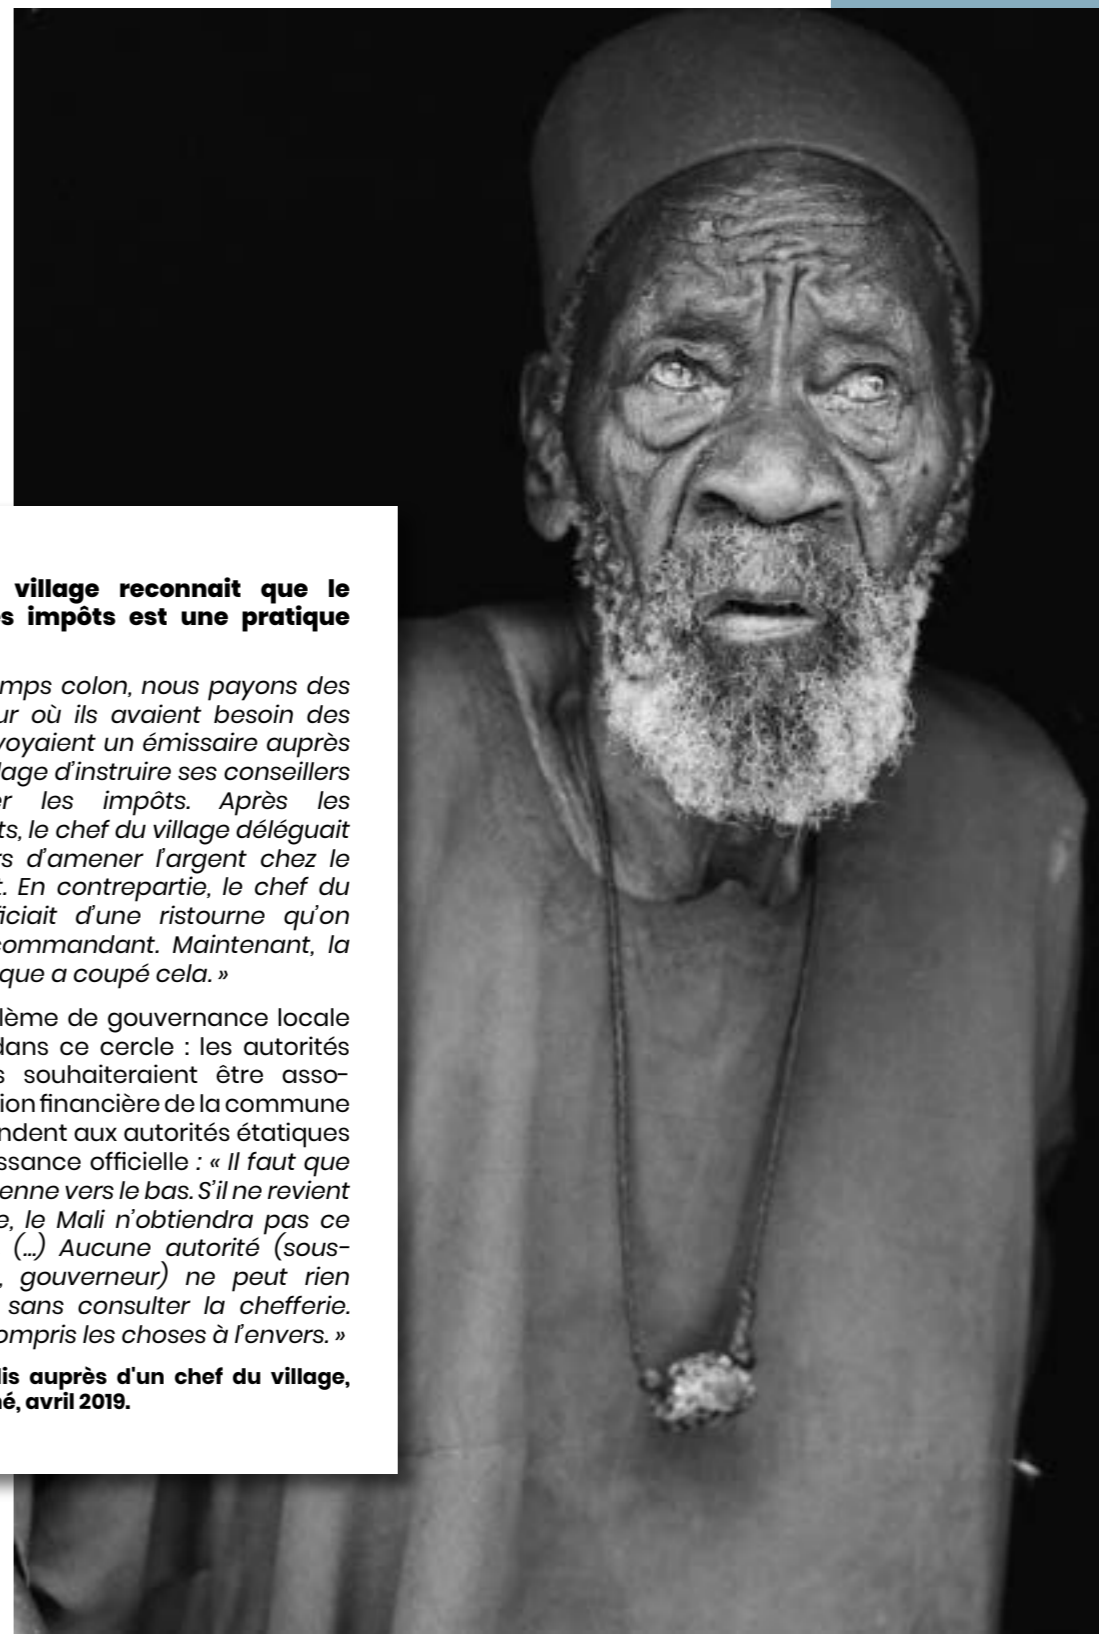 village reconnait que le
es impôts est une pratique
mps colon, nous payons des
ur où ils avaient besoin des
voyaient un émissaire auprès
lage d'instruire ses conseillers
er les impôts. Après les
ts, le chef du village déléguait
rs d'amener l'argent chez le
t. En contrepartie, le chef du
ficiait d'une ristourne qu'on
commandant. Maintenant, la
que a coupé cela. »
lème de gouvernance locale
dans ce cercle : les autorités
s souhaiteraient être asso-
tion financière de la commune
ndent aux autorités étatiques
ssance officielle : « Il faut que
enne vers le bas. S'il ne revient
e, le Mali n'obtiendra pas ce
(...) Aucune autorité (sous-
, gouverneur) ne peut rien
sans consulter la chefferie.
ompris les choses à l'envers. »
lis auprès d'un chef du village,
né, avril 2019.